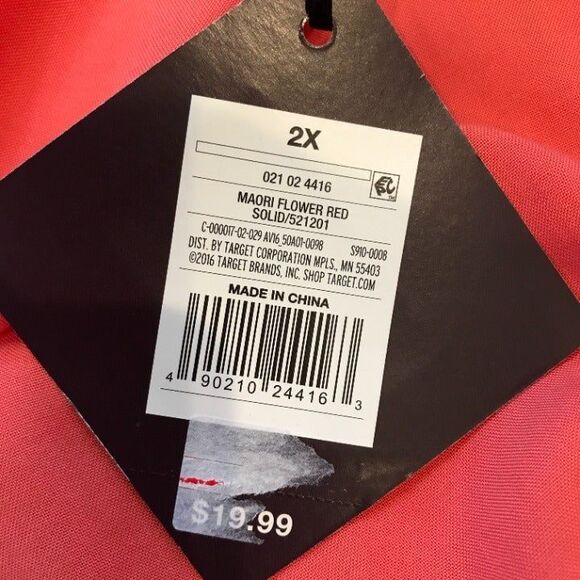 2X
021 02 4416
MAORI FLOWER RED
SOLID/521201
C-000017-02-029 AV16_50A01-0098 S910-0008
DIST. BY TARGET CORPORATION MPLS., MN 55403
©2016 TARGET BRANDS, INC. SHOP TARGET.COM
MADE IN CHINA
4 90210 24416 3
$19.99